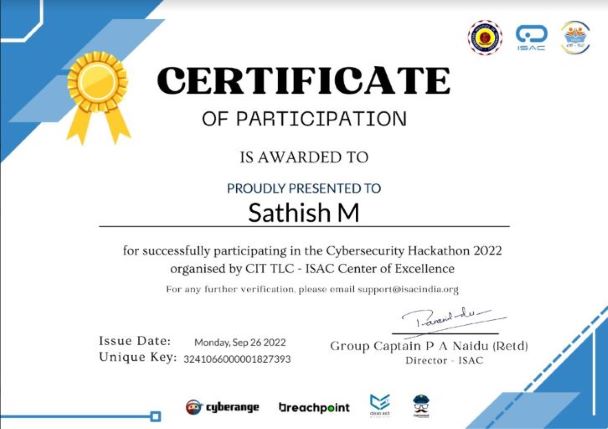 ISAC
CERTIFICATE
OF PARTICIPATION
IS AWARDED TO
PROUDLY PRESENTED TO
Sathish M
for successfully participating in the Cybersecurity Hackathon 2022
organised by CIT TLC - ISAC Center of Excellence
For any further verification, please email support@isacindia.org
Issue Date: Monday, Sep 26 2022
Unique Key: 3241066000001827393
Group Captain P A Naidu (Retd)
Director - ISAC
cyberange
breachpoint